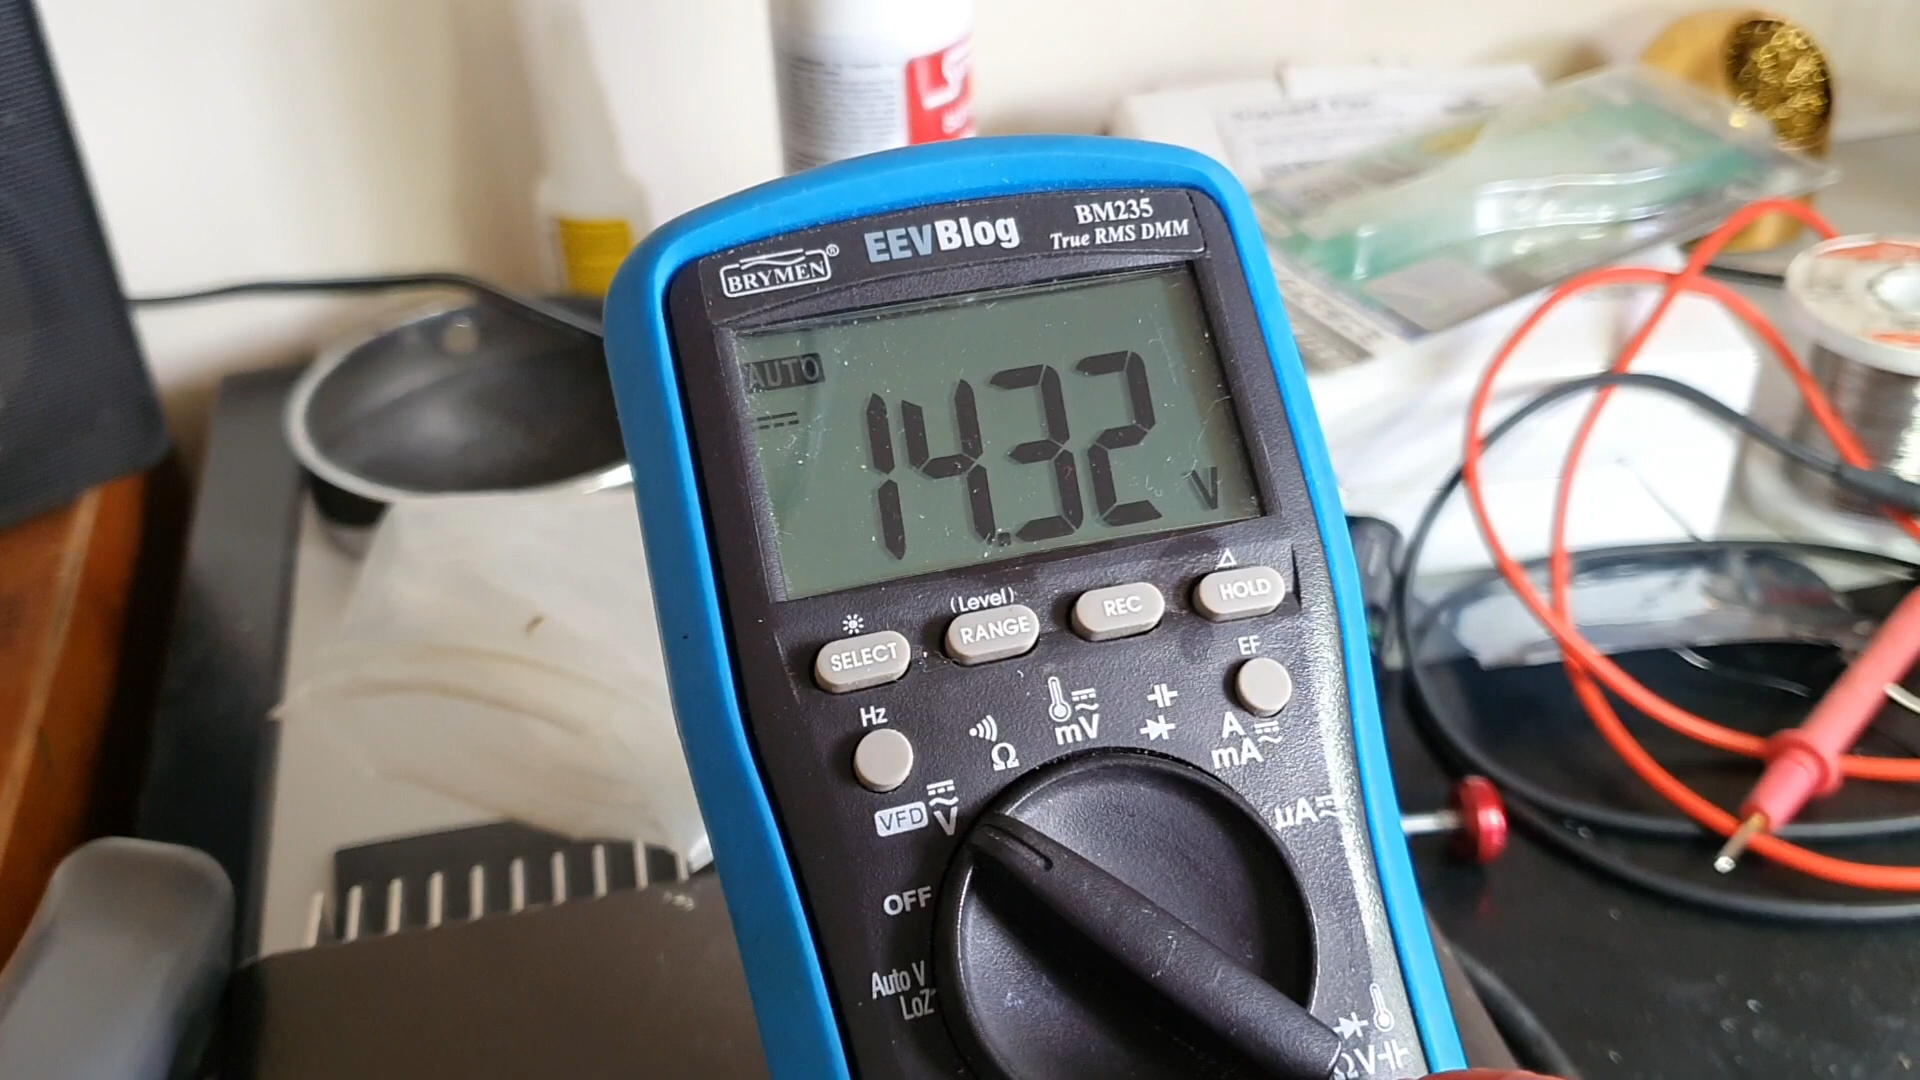 BRYMEN®
EEVBlog
BM235
True RMS DMM
AUTO
14.32 V
SELECT
(Level)
RANGE
REC
Δ
HOLD
Hz
EF
VFD V
Ω
mV
A
mA
µA
OFF
Auto V
LoZ
ΩV